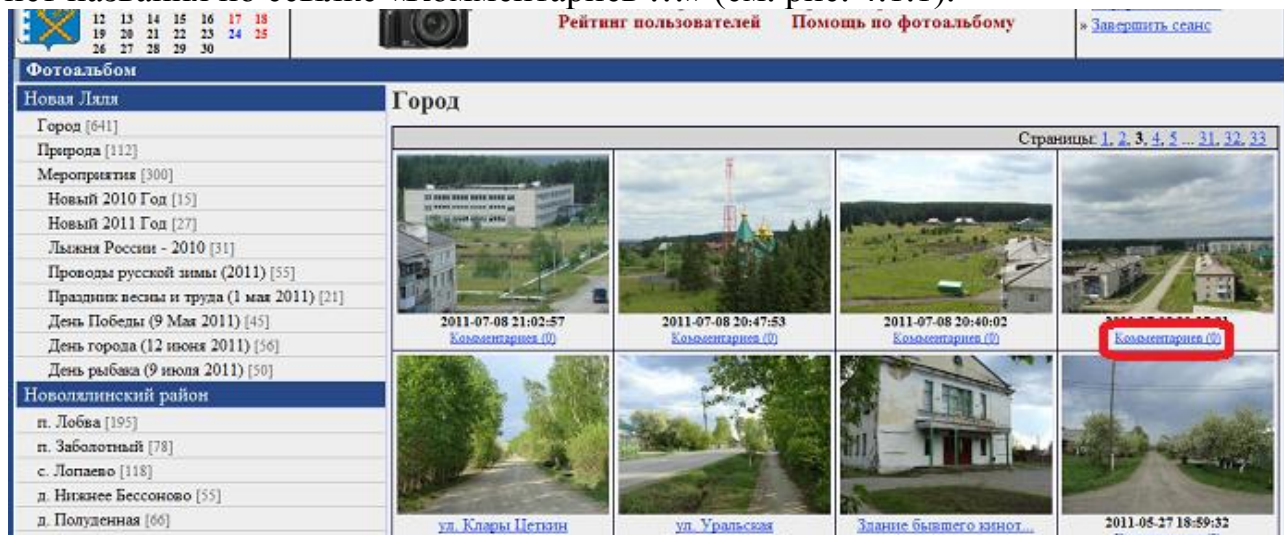 12 13 14 15 16 17 18
19 20 21 22 23 24 25
26 27 28 29 30
Рейтинг пользователей Помощь по фотоальбому
» Завершить сеанс
Фотоальбом
Новая Ляля
Город [641]
Природа [112]
Мероприятия [300]
Новый 2010 Год [15]
Новый 2011 Год [27]
Лыжня России - 2010 [31]
Проводы русской зимы (2011) [55]
Праздник весны и труда (1 мая 2011) [21]
День Победы (9 Мая 2011) [45]
День города (12 июня 2011) [56]
День рыбака (9 июля 2011) [50]
Новолялинский район
п. Лобва [195]
п. Заболотный [78]
с. Лопаево [118]
д. Нижнее Бессоново [55]
д. Полуденная [66]
Город
Страницы: 1, 2, 3, 4, 5 ... 31, 32, 33
2011-07-08 21:02:57
2011-07-08 20:47:53
2011-07-08 20:40:02
Комментариев (0)
Комментариев (0)
Комментариев (0)
Комментариев (0)
ул. Клары Цеткин
ул. Уральская
Здание бывшего кинот...
2011-05-27 18:59:32